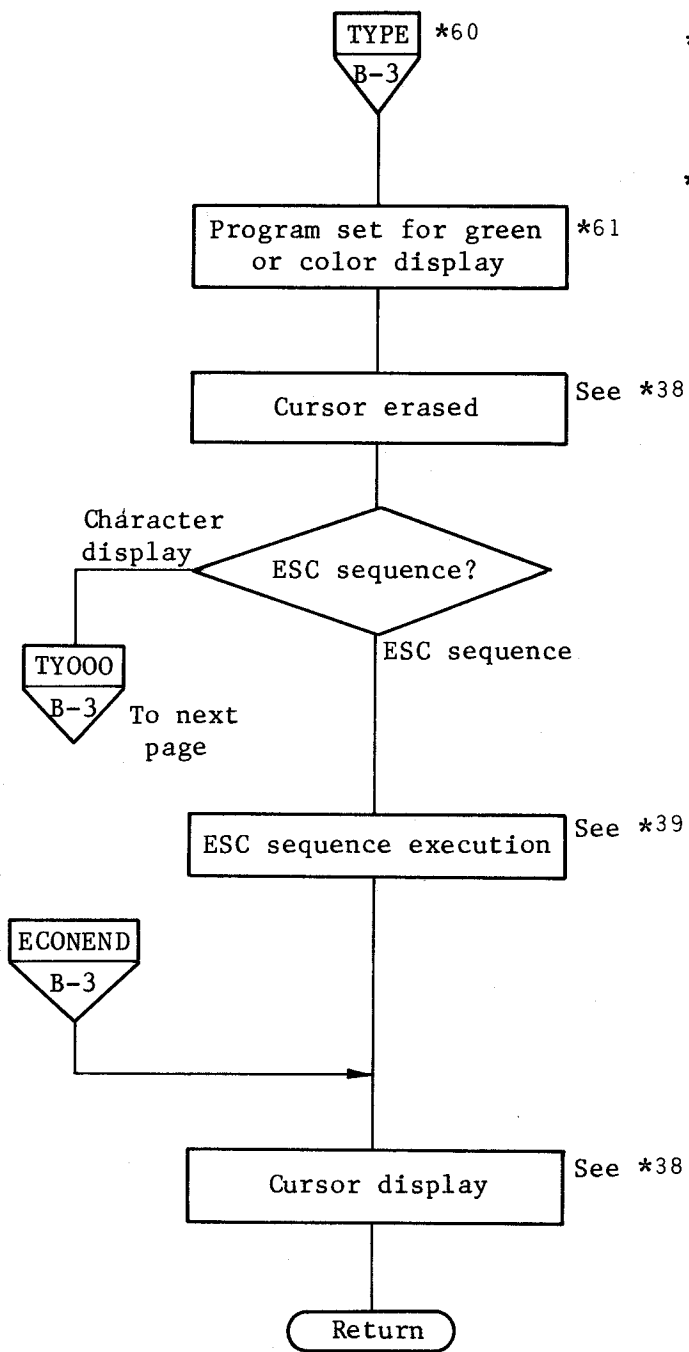 TYPE *60
B-3
*
*
Program set for green *61
or color display
Cursor erased See *38
Character
display
ESC sequence?
ESC sequence
TYOOO
B-3
To next
page
ESC sequence execution See *39
ECONEND
B-3
Cursor display See *38
Return